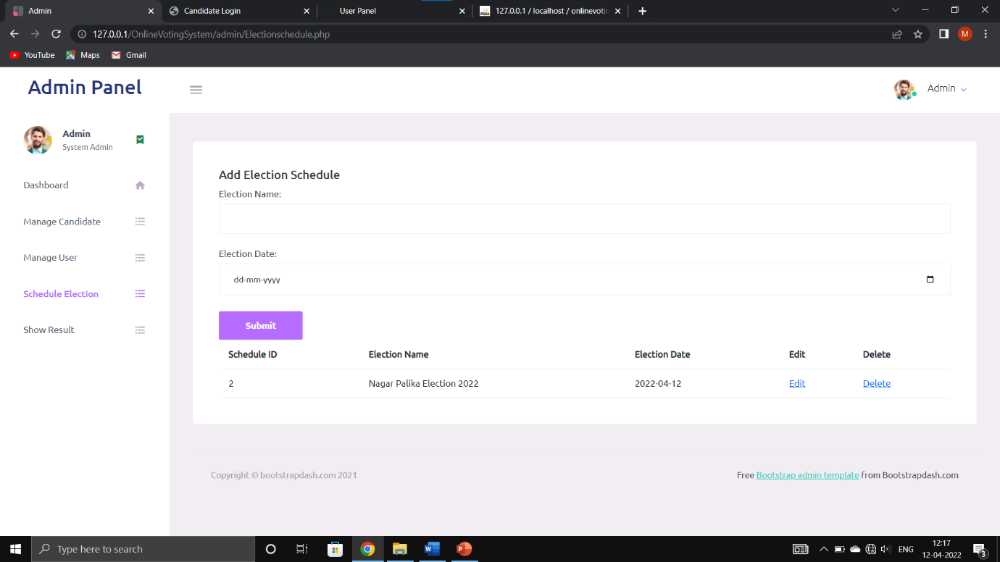 Admin
Candidate Login
User Panel
127.0.0.1 / localhost / onlinevotin
127.0.0.1/OnlineVotingSystem/admin/Electionschedule.php
M
YouTube
Maps
Gmail
Admin Panel
Admin
Admin
System Admin
Dashboard
Manage Candidate
Manage User
Schedule Election
Show Result
Add Election Schedule
Election Name:
Election Date:
dd-mm-yyyy
Submit
Schedule ID Election Name Election Date Edit Delete
2 Nagar Palika Election 2022 2022-04-12 Edit Delete
Copyright © bootstrapdash.com 2021
Free Bootstrap admin template from Bootstrapdash.com
Type here to search
W
P
ENG
12:17
12-04-2022
3